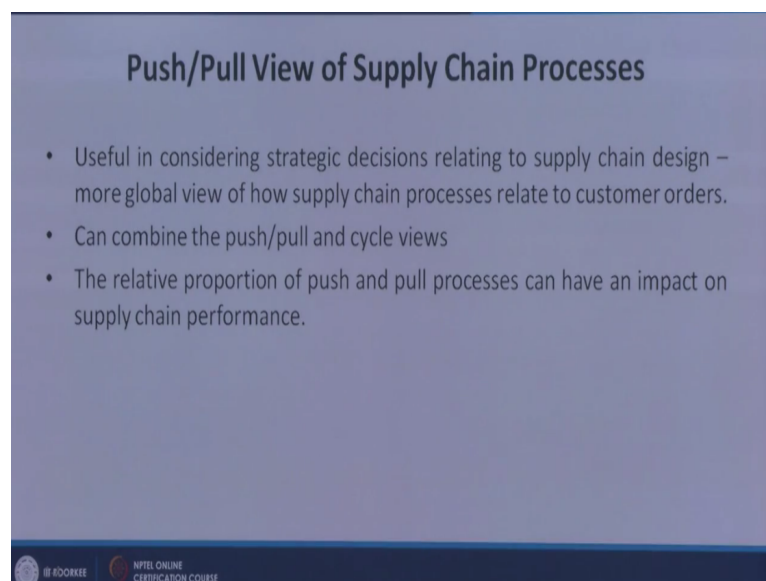 Push/Pull View of Supply Chain Processes
• Useful in considering strategic decisions relating to supply chain design –
more global view of how supply chain processes relate to customer orders.
• Can combine the push/pull and cycle views
• The relative proportion of push and pull processes can have an impact on
supply chain performance.
IIT ROORKEE
NPTEL ONLINE
CERTIFICATION COURSE